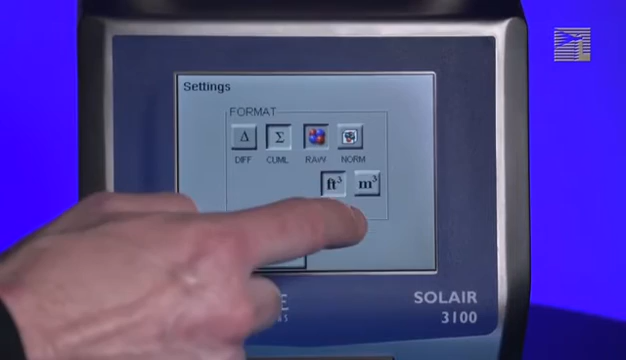 Settings
FORMAT
Δ Σ
DIFF CUML RAW NORM
ft³ m³
SOLAIR
3100